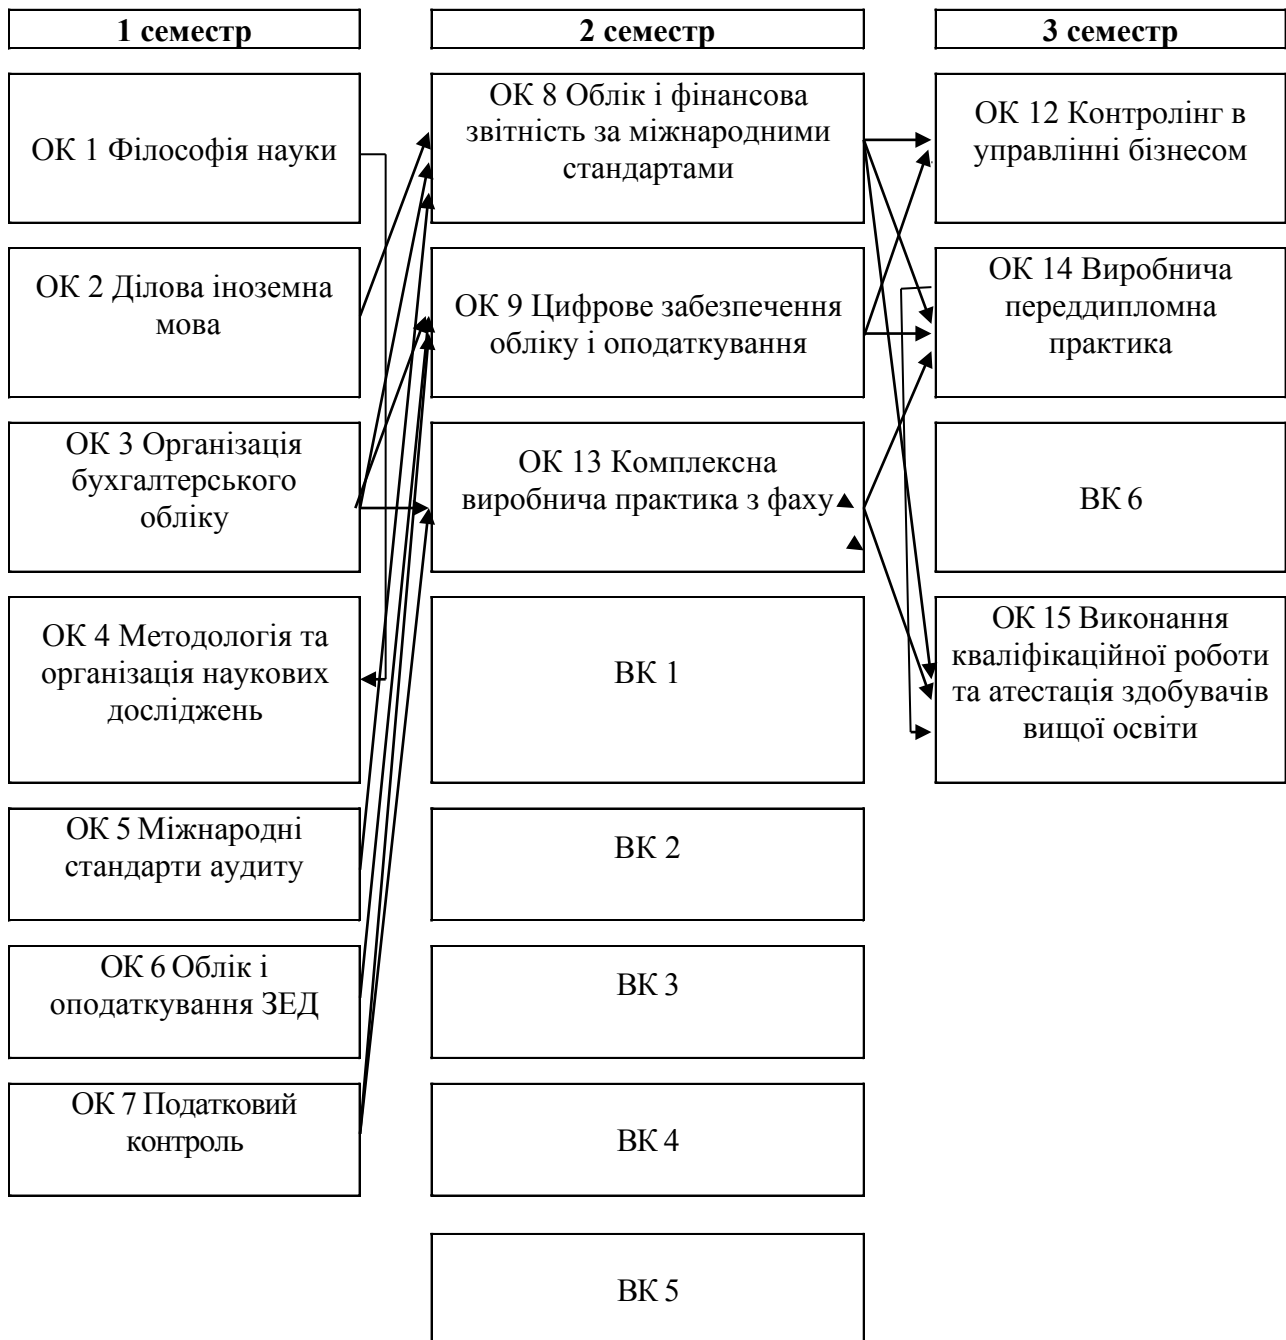 1 семестр
2 семестр
3 семестр
ОК 1 Філософія науки
ОК 2 Ділова іноземна
мова
ОК 3 Організація
бухгалтерського
обліку
ОК 4 Методологія та
організація наукових
досліджень
ОК 5 Міжнародні
стандарти аудиту
ОК 6 Облік і
оподаткування ЗЕД
ОК 7 Податковий
контроль
ОК 8 Облік і фінансова
звітність за міжнародними
стандартами
ОК 9 Цифрове забезпечення
обліку і оподаткування
ОК 13 Комплексна
виробнича практика з фаху
ВК 1
ВК 2
ВК 3
ВК 4
ВК 5
ОК 12 Контролінг в
управлінні бізнесом
ОК 14 Виробнича
переддипломна
практика
ВК 6
ОК 15 Виконання
кваліфікаційної роботи
та атестація здобувачів
вищої освіти